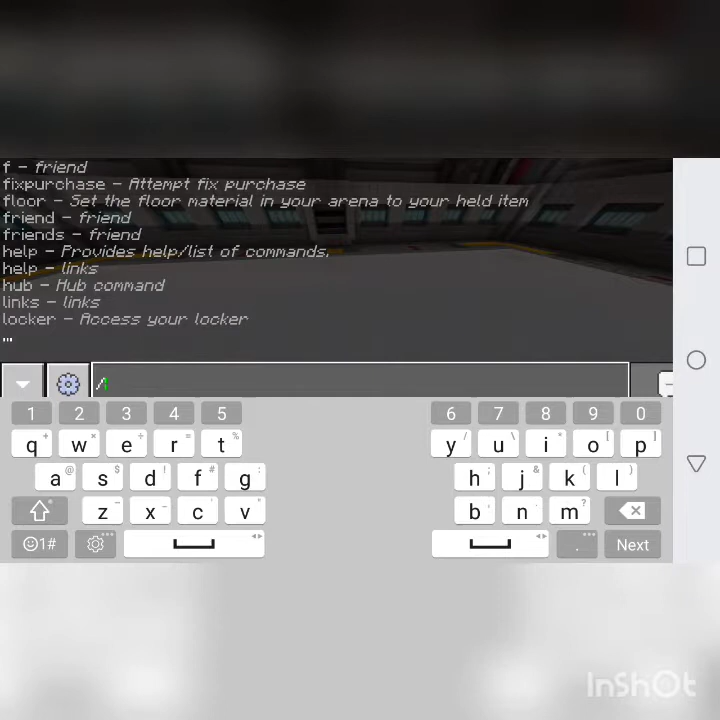 f – friend
fixpurchase – Attempt fix purchase
floor – Set the floor material in your arena to your held item
friend – friend
friends – friend
help – Provides help/list of commands.
help – links
hub – Hub command
links – links
locker – Access your locker
...
/
1 2 3 4 5 6 7 8 9 0
q w e r t y u i o p
a s d f g h j k l
z x c v b n m
☺1# . Next
InShOt